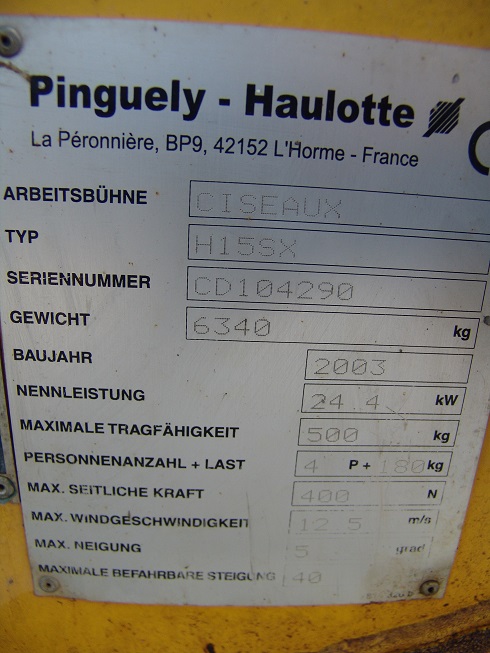 Pinguely - Haulotte
La Péronnière, BP9, 42152 L'Horme - France
ARBEITSBÜHNE CISEAUX
TYP H15SX
SERIENNUMMER CD104290
GEWICHT 6340 kg
BAUJAHR 2003
NENNLEISTUNG 24 4 kW
MAXIMALE TRAGFÄHIGKEIT 500 kg
PERSONNENANZAHL + LAST 4 P + 180 kg
MAX. SEITLICHE KRAFT 400 N
MAX. WINDGESCHWINDIGKEIT 12 5 m/s
MAX. NEIGUNG 5 grad
MAXIMALE BEFAHRBARE STEIGUNG 40